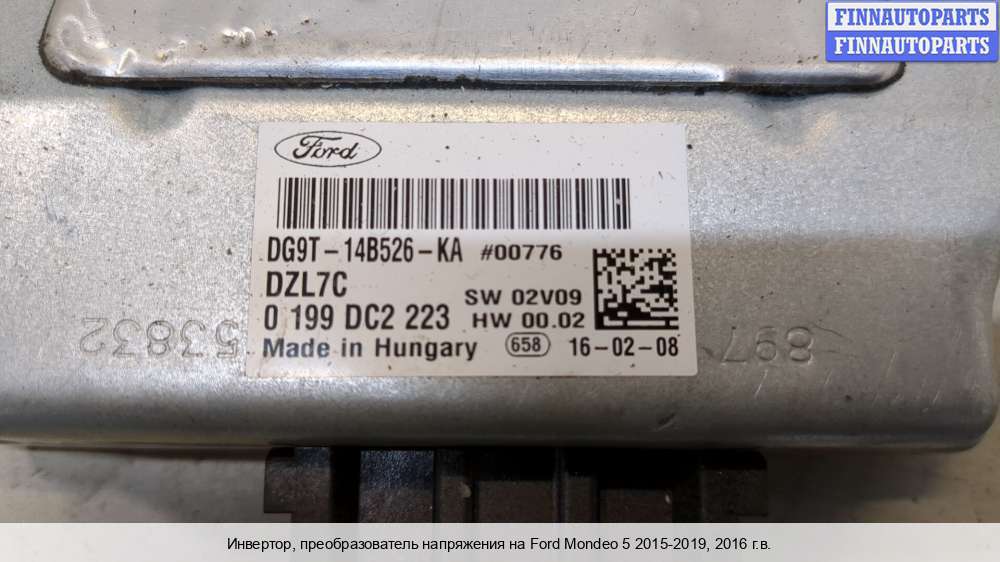 FINNAUTOPARTS
FINNAUTOPARTS
Ford
DG9T-14B526-KA #00776
DZL7C
SW 02V09
0 199 DC2 223
HW 00.02
Made in Hungary 658 16-02-08
53832
897
Инвертор, преобразователь напряжения на Ford Mondeo 5 2015-2019, 2016 г.в.